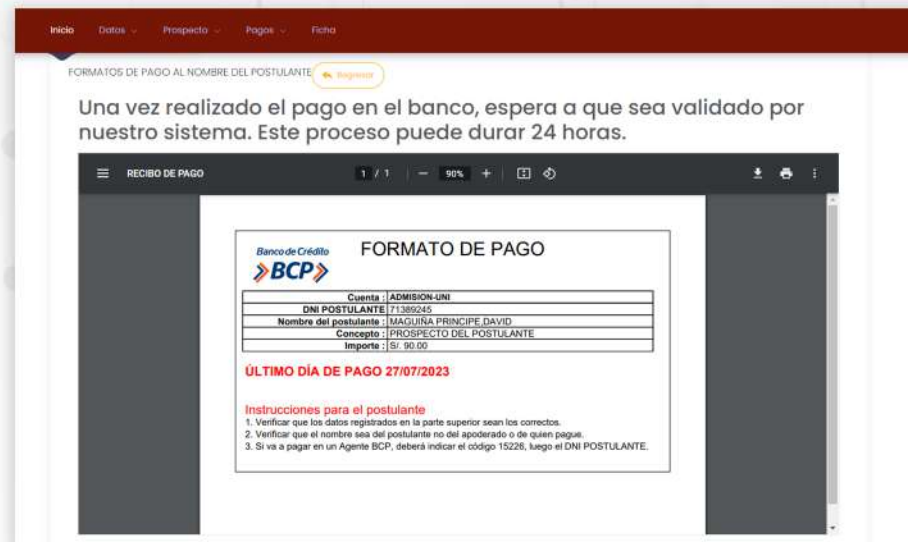 Inicio Datos Prospecto Pagos Ficha
FORMATOS DE PAGO AL NOMBRE DEL POSTULANTE Regresar
Una vez realizado el pago en el banco, espera a que sea validado por
nuestro sistema. Este proceso puede durar 24 horas.
RECIBO DE PAGO 1 / 1 90%
Banco de Crédito FORMATO DE PAGO
BCP
Cuenta : ADMISION-UNI
DNI POSTULANTE 71389245
Nombre del postulante : MAGUIÑA PRINCIPE,DAVID
Concepto : PROSPECTO DEL POSTULANTE
Importe : S/. 90.00
ÚLTIMO DÍA DE PAGO 27/07/2023
Instrucciones para el postulante
1. Verificar que los datos registrados en la parte superior sean los correctos.
2. Verificar que el nombre sea del postulante no del apoderado o de quien pague.
3. Si va a pagar en un Agente BCP, deberá indicar el código 15226, luego el DNI POSTULANTE.